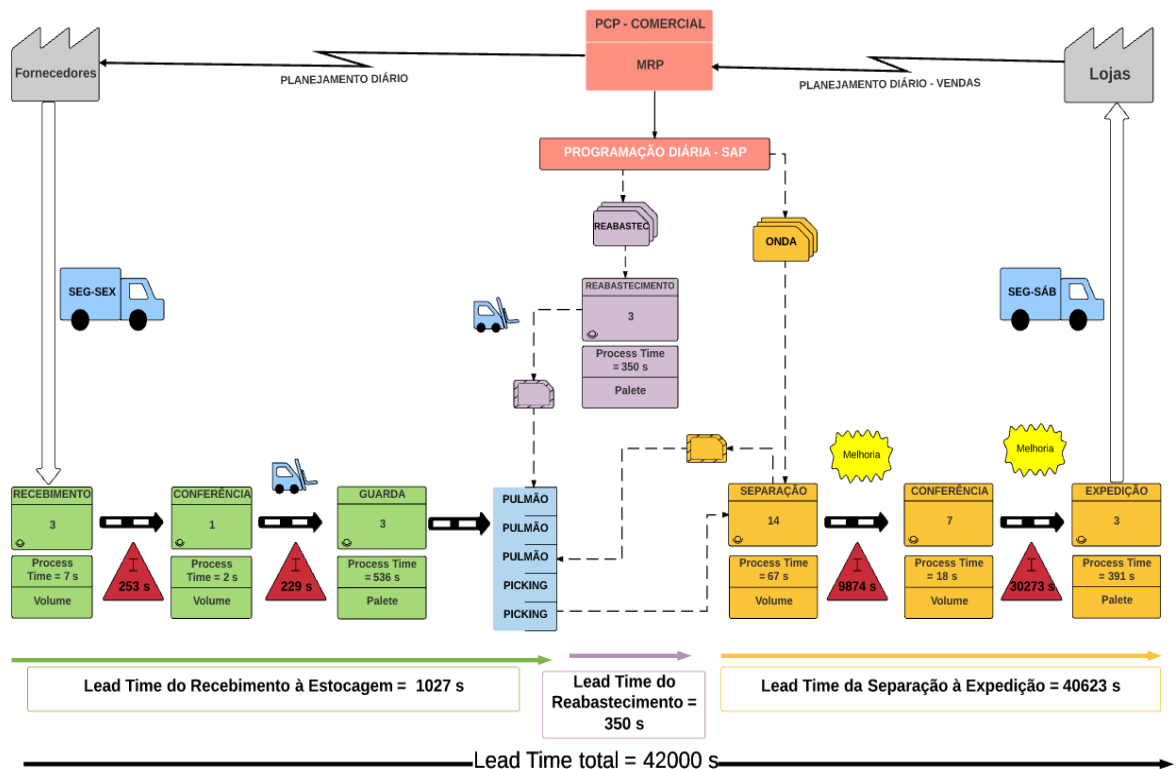 PCP - COMERCIAL
MRP
Fornecedores
Lojas
PLANEJAMENTO DIÁRIO
PLANEJAMENTO DIÁRIO - VENDAS
PROGRAMAÇÃO DIÁRIA - SAP
REABASTEC
ONDA
SEG-SEX
SEG-SÁB
REABASTECIMENTO
3
Process Time
= 350 s
Palete
Melhoria
Melhoria
RECEBIMENTO
3
Process
Time = 7 s
Volume
I
253 s
CONFERÊNCIA
1
Process
Time = 2 s
Volume
I
229 s
GUARDA
3
Process Time
= 536 s
Palete
PULMÃO
PULMÃO
PULMÃO
PICKING
PICKING
SEPARAÇÃO
14
Process Time
= 67 s
Volume
I
9874 s
CONFERÊNCIA
7
Process Time
= 18 s
Volume
I
30273 s
EXPEDIÇÃO
3
Process Time
= 391 s
Palete
Lead Time do Recebimento à Estocagem = 1027 s
Lead Time do
Reabastecimento =
350 s
Lead Time da Separação à Expedição = 40623 s
Lead Time total = 42000 s